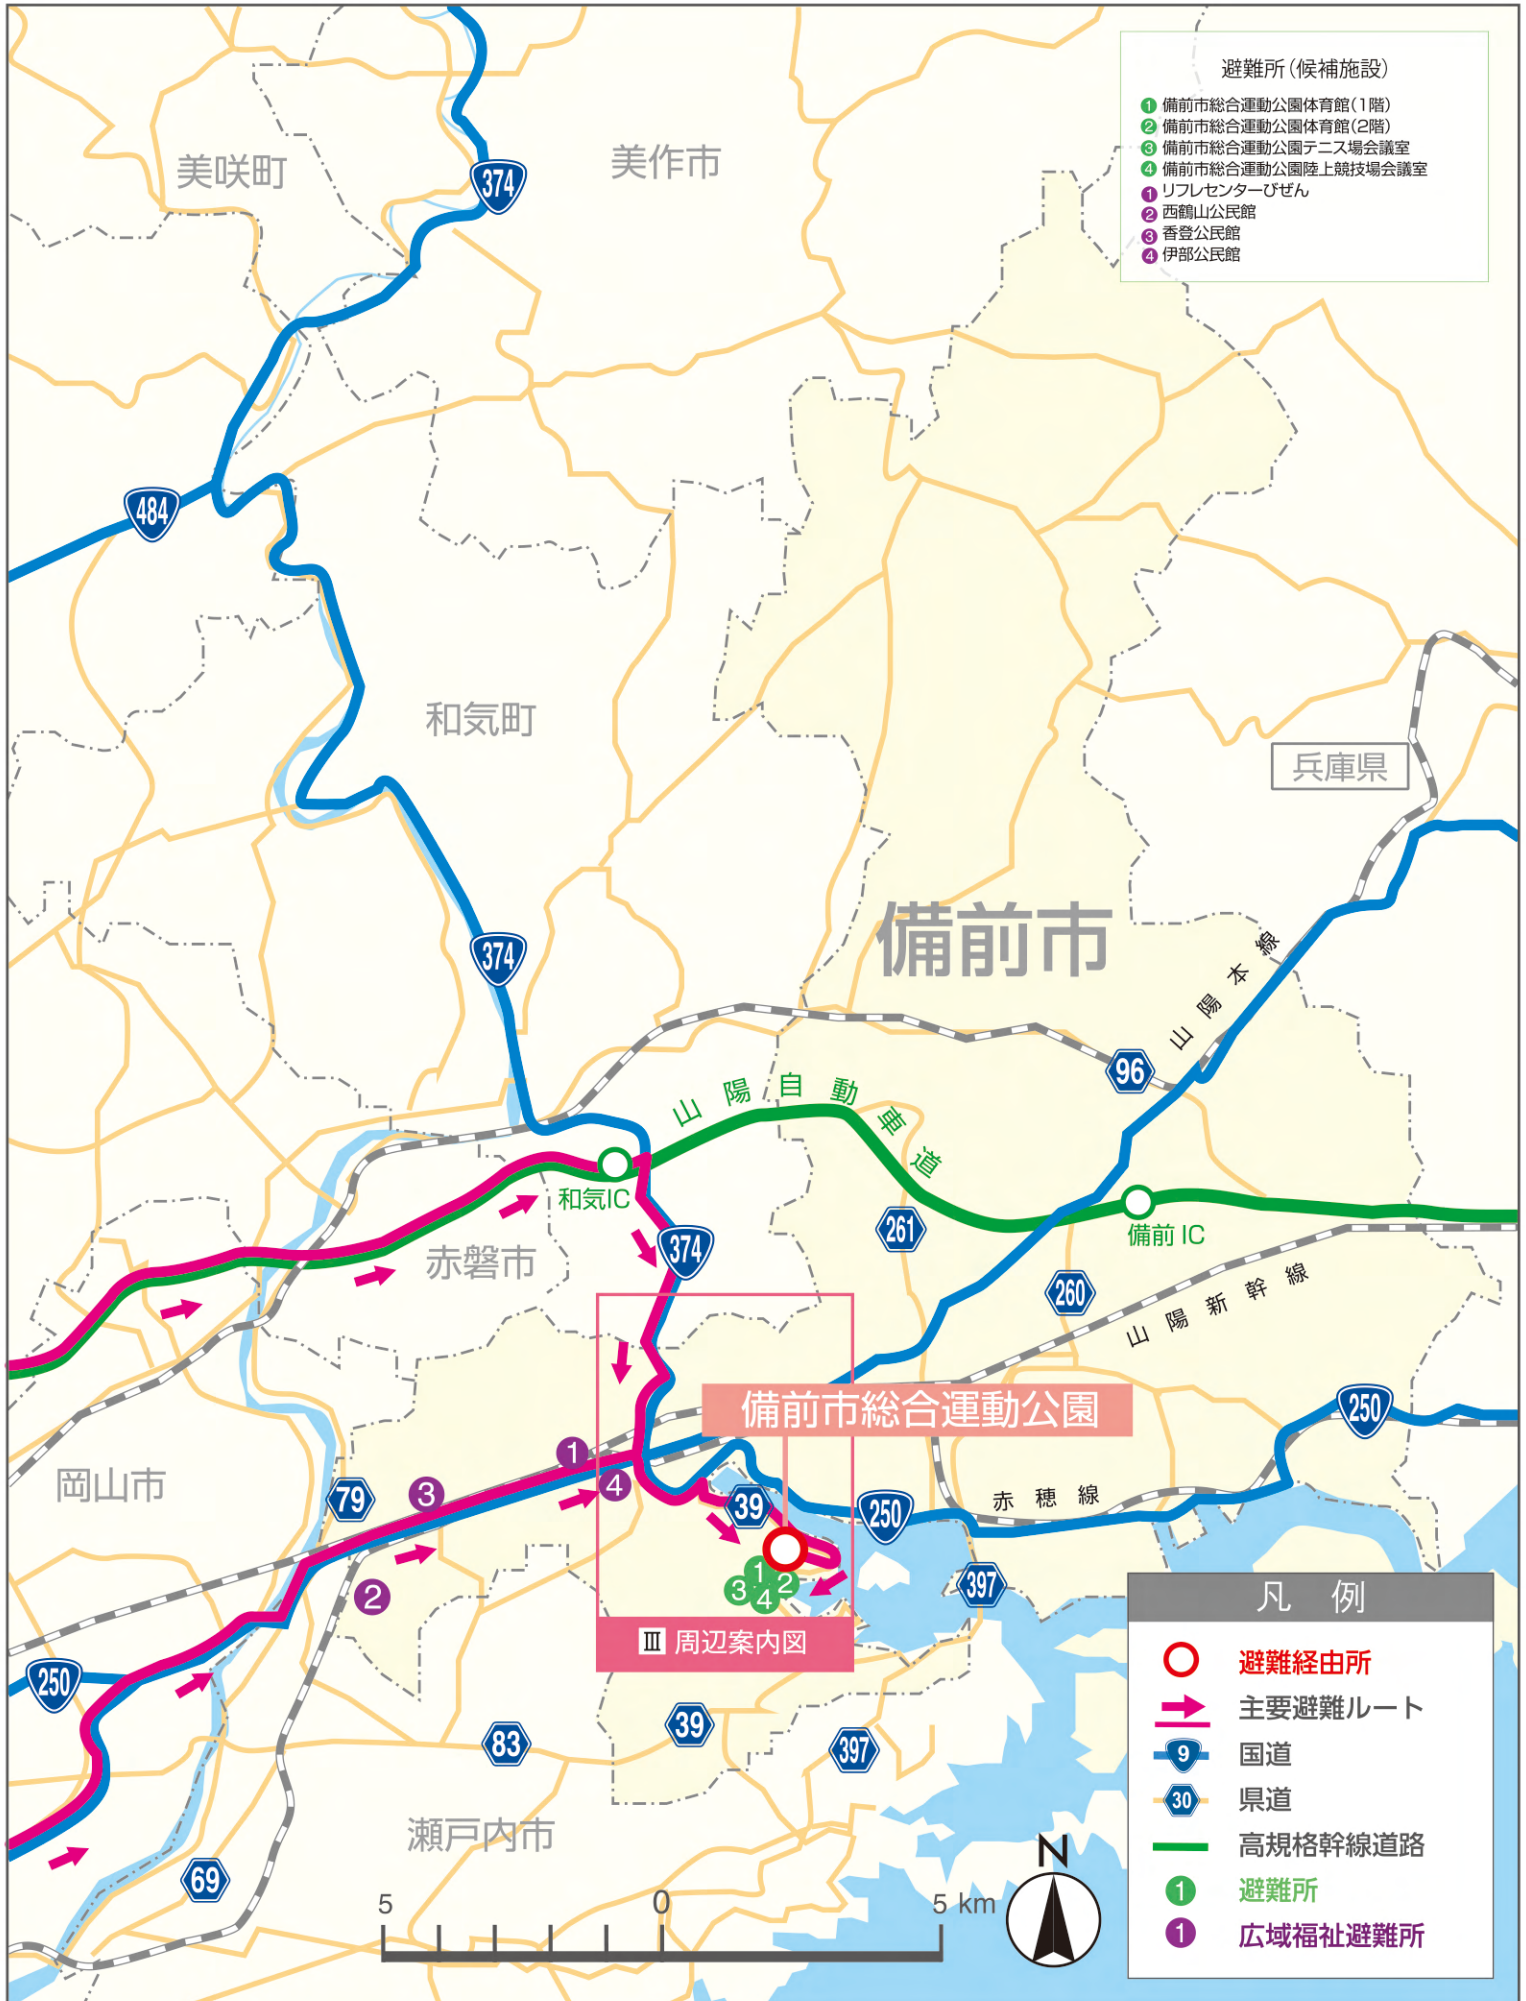 避難所（候補施設）
1 備前市総合運動公園体育館（1階）
2 備前市総合運動公園体育館（2階）
3 備前市総合運動公園テニス場会議室
4 備前市総合運動公園陸上競技場会議室
1 リフレセンターびぜん
2 西鶴山公民館
3 香登公民館
4 伊部公民館
美咲町
美作市
374
484
和気町
兵庫県
備前市
374
山陽本線
96
山陽自動車道
和気IC
備前 IC
261
374
赤磐市
260
山陽新幹線
備前市総合運動公園
250
岡山市
1
4
3
79
39
250
赤穂線
2
1
2
3
4
397
Ⅲ 周辺案内図
250
39
83
397
瀬戸内市
69
5 0 5 km
N
凡 例
避難経由所
主要避難ルート
9 国道
30 県道
高規格幹線道路
1 避難所
1 広域福祉避難所